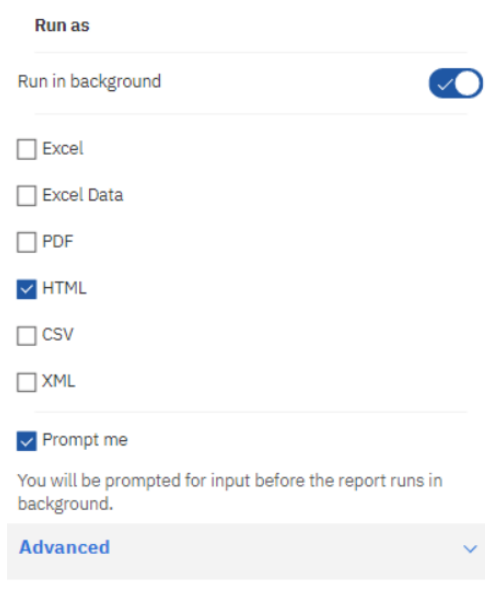 Run as
Run in background
Excel
Excel Data
PDF
HTML
CSV
XML
Prompt me
You will be prompted for input before the report runs in
background.
Advanced